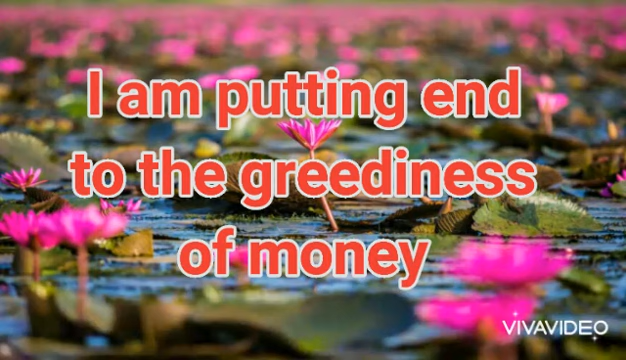 I am putting end
to the greediness
of money
VIVAVIDEO